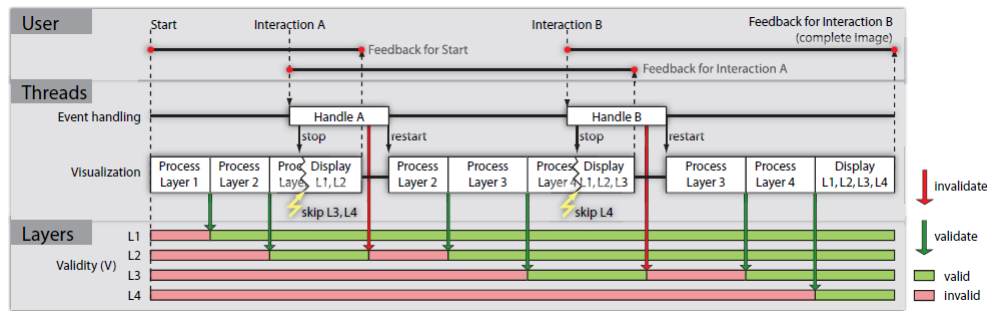 User
Start
Interaction A
Interaction B
Feedback for Interaction B
(complete image)
Feedback for Start
Feedback for Interaction A
Threads
Event handling
Handle A
Handle B
stop
restart
stop
restart
Visualization
Process
Layer 1
Process
Layer 2
Display
L1, L2
Process
Layer 2
Process
Layer 3
Process
Layer 4
Display
L1, L2, L3
Process
Layer 3
Process
Layer 4
Display
L1, L2, L3, L4
skip L3, L4
skip L4
invalidate
validate
valid
invalid
Layers
Validity (V)
L1
L2
L3
L4